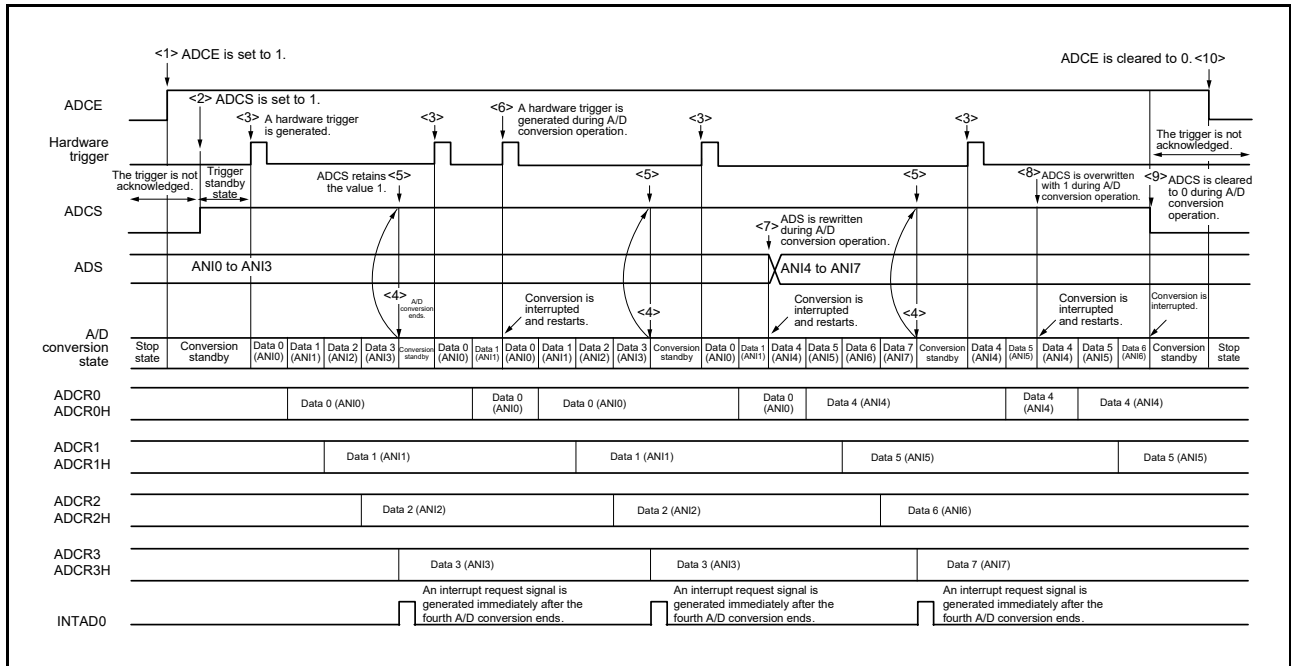 <1> ADCE is set to 1.
ADCE is cleared to 0. <10>
ADCE
<2> ADCS is set to 1.
<3> A hardware trigger
is generated.
<3>
<6> A hardware trigger is
generated during A/D
conversion operation.
<3>
<3>
Hardware
trigger
The trigger is not
acknowledged.
The trigger is not
acknowledged.
Trigger
standby
state
ADCS retains
the value 1.
<5>
<5>
<5>
<8> ADCS is overwritten
with 1 during A/D
conversion operation.
<9> ADCS is cleared
to 0 during A/D
conversion
operation.
ADCS
<7> ADS is rewritten
during A/D
conversion operation.
ADS
ANI0 to ANI3
ANI4 to ANI7
<4> A/D
conversion
ends.
Conversion is
interrupted
and restarts.
<4>
Conversion is
interrupted
and restarts.
<4>
Conversion is
interrupted
and restarts.
Conversion is
interrupted.
A/D
conversion
state
Stop
state
Conversion
standby
Data 0
(ANI0)
Data 1
(ANI1)
Data 2
(ANI2)
Data 3
(ANI3)
Conversion
standby
Data 0
(ANI0)
Data 1
(ANI1)
Data 0
(ANI0)
Data 1
(ANI1)
Data 2
(ANI2)
Data 3
(ANI3)
Conversion
standby
Data 0
(ANI0)
Data 1
(ANI1)
Data 4
(ANI4)
Data 5
(ANI5)
Data 6
(ANI6)
Data 7
(ANI7)
Conversion
standby
Data 4
(ANI4)
Data 5
(ANI5)
Data 4
(ANI4)
Data 5
(ANI5)
Data 6
(ANI6)
Conversion
standby
Stop
state
ADCR0
ADCR0H
Data 0 (ANI0)
Data 0
(ANI0)
Data 0 (ANI0)
Data 0
(ANI0)
Data 4 (ANI4)
Data 4
(ANI4)
Data 4 (ANI4)
ADCR1
ADCR1H
Data 1 (ANI1)
Data 1 (ANI1)
Data 5 (ANI5)
Data 5 (ANI5)
ADCR2
ADCR2H
Data 2 (ANI2)
Data 2 (ANI2)
Data 6 (ANI6)
ADCR3
ADCR3H
Data 3 (ANI3)
Data 3 (ANI3)
Data 7 (ANI7)
INTAD0
An interrupt request signal is
generated immediately after the
fourth A/D conversion ends.
An interrupt request signal is
generated immediately after the
fourth A/D conversion ends.
An interrupt request signal is
generated immediately after the
fourth A/D conversion ends.